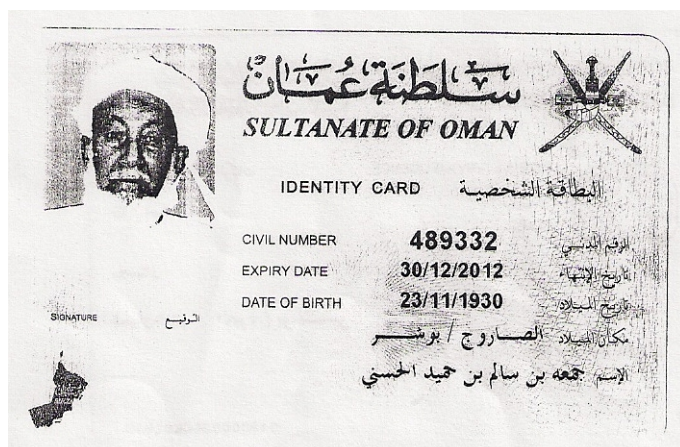 سلطنة عُمان
SULTANATE OF OMAN
IDENTITY CARD البطاقة الشخصية
CIVIL NUMBER 489332 الرقم المدني
EXPIRY DATE 30/12/2012 تاريخ الإنتهاء
DATE OF BIRTH 23/11/1930 تاريخ الميلاد
مكان الميلاد الصاروج / بوشر
الإسم جمعه بن سالم بن حميد الحسني
SIGNATURE التوقيع